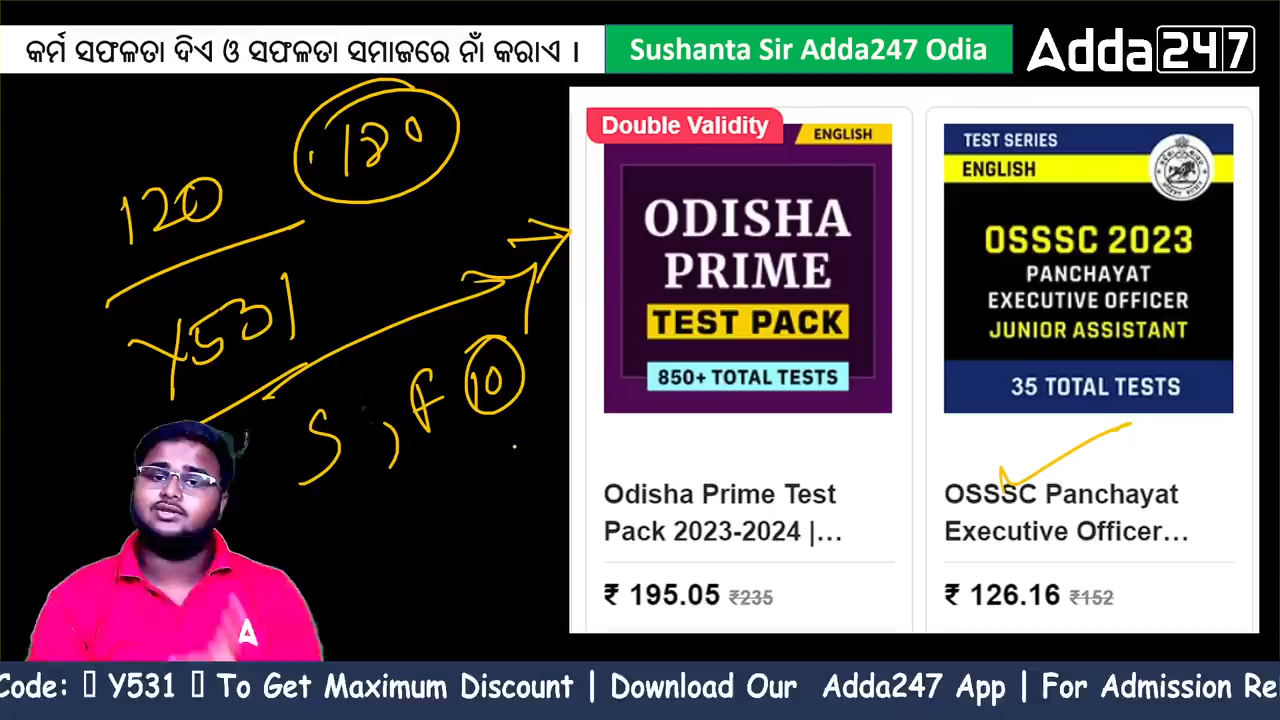 କର୍ମ ସଫଳତା ଦିଏ ଓ ସଫଳତା ସମାଜରେ ନାଁ କରାଏ ।
Sushanta Sir Adda247 Odia
Adda247
120
180
Y531
S, F 10
Double Validity
ENGLISH
ODISHA
PRIME
TEST PACK
850+ TOTAL TESTS
Odisha Prime Test
Pack 2023-2024 |...
₹ 195.05 ₹235
TEST SERIES
ENGLISH
OSSSC 2023
PANCHAYAT
EXECUTIVE OFFICER
JUNIOR ASSISTANT
35 TOTAL TESTS
OSSSC Panchayat
Executive Officer...
₹ 126.16 ₹152
Code: Y531 To Get Maximum Discount | Download Our Adda247 App | For Admission Re